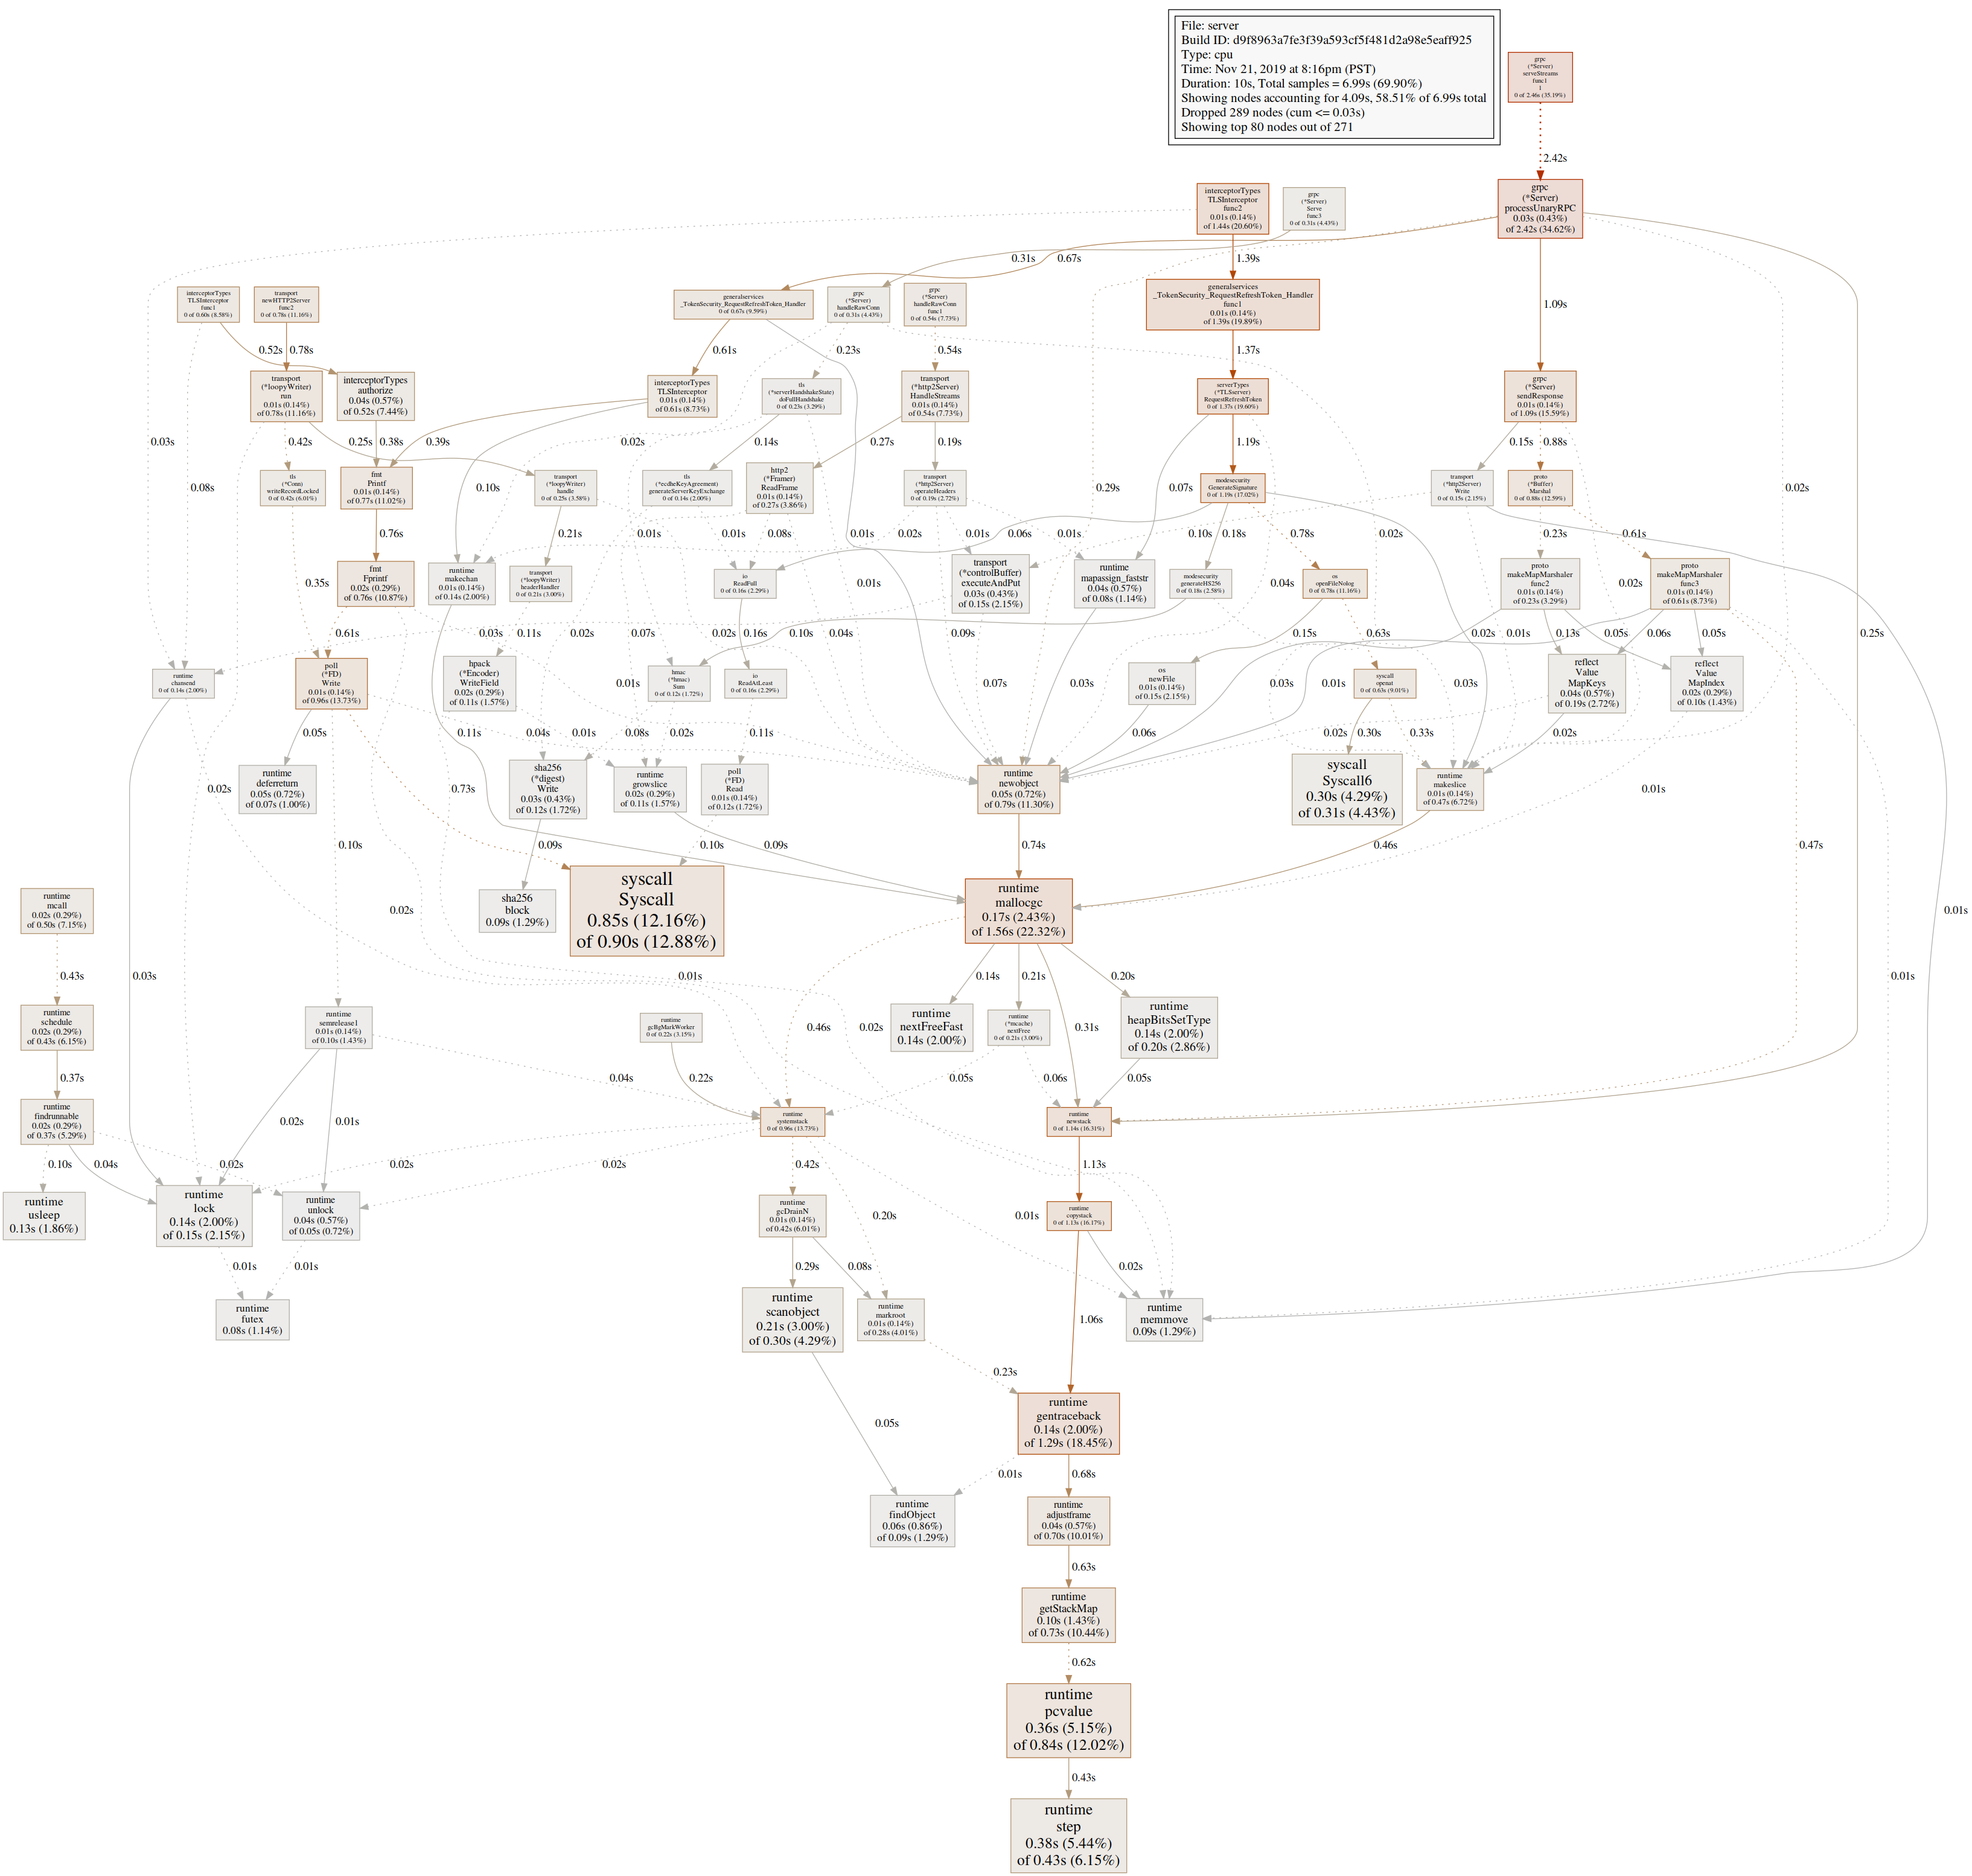 File: server
Build ID: d9f8963a7fe3f39a593cf5f481d2a98e5eaff925
Type: cpu
Time: Nov 21, 2019 at 8:16pm (PST)
Duration: 10s, Total samples = 6.99s (69.90%)
Showing nodes accounting for 4.09s, 58.51% of 6.99s total
Dropped 289 nodes (cum <= 0.03s)
Showing top 80 nodes out of 271
grpc
(*Server)
serveStreams
func1
1
0 of 2.46s (35.19%)
2.42s
interceptorTypes
TLSInterceptor
func2
0.01s (0.14%)
of 1.44s (20.60%)
grpc
(*Server)
Serve
func3
0 of 0.31s (4.43%)
grpc
(*Server)
processUnaryRPC
0.03s (0.43%)
of 2.42s (34.62%)
0.31s
0.67s
1.39s
interceptorTypes
TLSInterceptor
func1
0 of 0.60s (8.58%)
transport
newHTTP2Server
func2
0 of 0.78s (11.16%)
generalservices
_TokenSecurity_RequestRefreshToken_Handler
0 of 0.67s (9.59%)
grpc
(*Server)
handleRawConn
0 of 0.31s (4.43%)
grpc
(*Server)
handleRawConn
func1
0 of 0.54s (7.73%)
generalservices
_TokenSecurity_RequestRefreshToken_Handler
func1
0.01s (0.14%)
of 1.39s (19.89%)
1.09s
0.52s
0.78s
0.61s
0.23s
0.54s
1.37s
transport
(*loopyWriter)
run
0.01s (0.14%)
of 0.78s (11.16%)
interceptorTypes
authorize
0.04s (0.57%)
of 0.52s (7.44%)
interceptorTypes
TLSInterceptor
0.01s (0.14%)
of 0.61s (8.73%)
tls
(*serverHandshakeState)
doFullHandshake
0 of 0.23s (3.29%)
transport
(*http2Server)
HandleStreams
0.01s (0.14%)
of 0.54s (7.73%)
serverTypes
(*TLSserver)
RequestRefreshToken
0 of 1.37s (19.60%)
grpc
(*Server)
sendResponse
0.01s (0.14%)
of 1.09s (15.59%)
0.03s
0.42s
0.25s
0.38s
0.39s
0.02s
0.14s
0.27s
0.19s
1.19s
0.15s
0.88s
0.08s
tls
(*Conn)
writeRecordLocked
0 of 0.42s (6.01%)
fmt
Printf
0.01s (0.14%)
of 0.77s (11.02%)
0.10s
transport
(*loopyWriter)
handle
0 of 0.25s (3.58%)
tls
(*ecdheKeyAgreement)
generateServerKeyExchange
0 of 0.14s (2.00%)
http2
(*Framer)
ReadFrame
0.01s (0.14%)
of 0.27s (3.86%)
transport
(*http2Server)
operateHeaders
0 of 0.19s (2.72%)
0.29s
0.07s
modesecurity
GenerateSignature
0 of 1.19s (17.02%)
transport
(*http2Server)
Write
0 of 0.15s (2.15%)
proto
(*Buffer)
Marshal
0 of 0.88s (12.59%)
0.02s
0.76s
0.21s
0.01s
0.01s
0.08s
0.01s
0.02s
0.01s
0.01s
0.06s
0.10s
0.18s
0.78s
0.02s
0.23s
0.61s
0.35s
fmt
Fprintf
0.02s (0.29%)
of 0.76s (10.87%)
runtime
makechan
0.01s (0.14%)
of 0.14s (2.00%)
transport
(*loopyWriter)
headerHandler
0 of 0.21s (3.00%)
io
ReadFull
0 of 0.16s (2.29%)
0.01s
transport
(*controlBuffer)
executeAndPut
0.03s (0.43%)
of 0.15s (2.15%)
runtime
mapassign_faststr
0.04s (0.57%)
of 0.08s (1.14%)
modesecurity
generateHS256
0 of 0.18s (2.58%)
0.04s
os
openFileNolog
0 of 0.78s (11.16%)
proto
makeMapMarshaler
func2
0.01s (0.14%)
of 0.23s (3.29%)
0.02s
proto
makeMapMarshaler
func3
0.01s (0.14%)
of 0.61s (8.73%)
0.61s
0.03s
0.11s
0.02s
0.07s
0.02s
0.16s
0.10s
0.04s
0.09s
0.15s
0.63s
0.02s
0.01s
0.13s
0.05s
0.06s
0.05s
0.25s
runtime
chansend
0 of 0.14s (2.00%)
poll
(*FD)
Write
0.01s (0.14%)
of 0.96s (13.73%)
hpack
(*Encoder)
WriteField
0.02s (0.29%)
of 0.11s (1.57%)
0.01s
hmac
(*hmac)
Sum
0 of 0.12s (1.72%)
io
ReadAtLeast
0 of 0.16s (2.29%)
0.07s
0.03s
os
newFile
0.01s (0.14%)
of 0.15s (2.15%)
0.03s
0.01s
syscall
openat
0 of 0.63s (9.01%)
0.03s
reflect
Value
MapKeys
0.04s (0.57%)
of 0.19s (2.72%)
reflect
Value
MapIndex
0.02s (0.29%)
of 0.10s (1.43%)
0.05s
0.11s
0.04s
0.01s
0.08s
0.02s
0.11s
0.06s
0.02s
0.30s
0.33s
0.02s
0.02s
runtime
deferreturn
0.05s (0.72%)
of 0.07s (1.00%)
0.73s
sha256
(*digest)
Write
0.03s (0.43%)
of 0.12s (1.72%)
runtime
growslice
0.02s (0.29%)
of 0.11s (1.57%)
poll
(*FD)
Read
0.01s (0.14%)
of 0.12s (1.72%)
runtime
newobject
0.05s (0.72%)
of 0.79s (11.30%)
syscall
Syscall6
0.30s (4.29%)
of 0.31s (4.43%)
runtime
makeslice
0.01s (0.14%)
of 0.47s (6.72%)
0.01s
0.10s
0.09s
0.09s
0.10s
0.74s
0.46s
0.47s
runtime
mcall
0.02s (0.29%)
of 0.50s (7.15%)
0.02s
sha256
block
0.09s (1.29%)
syscall
Syscall
0.85s (12.16%)
of 0.90s (12.88%)
runtime
mallocgc
0.17s (2.43%)
of 1.56s (22.32%)
0.01s
0.43s
0.03s
0.01s
0.14s
0.21s
0.20s
0.01s
runtime
schedule
0.02s (0.29%)
of 0.43s (6.15%)
runtime
semrelease1
0.01s (0.14%)
of 0.10s (1.43%)
runtime
gcBgMarkWorker
0 of 0.22s (3.15%)
0.46s
0.02s
runtime
nextFreeFast
0.14s (2.00%)
runtime
(*mcache)
nextFree
0 of 0.21s (3.00%)
0.31s
runtime
heapBitsSetType
0.14s (2.00%)
of 0.20s (2.86%)
0.37s
0.04s
0.22s
0.05s
0.06s
0.05s
runtime
findrunnable
0.02s (0.29%)
of 0.37s (5.29%)
0.02s
0.01s
runtime
systemstack
0 of 0.96s (13.73%)
runtime
newstack
0 of 1.14s (16.31%)
0.10s
0.04s
0.02s
0.02s
0.02s
0.42s
1.13s
runtime
usleep
0.13s (1.86%)
runtime
lock
0.14s (2.00%)
of 0.15s (2.15%)
runtime
unlock
0.04s (0.57%)
of 0.05s (0.72%)
runtime
gcDrainN
0.01s (0.14%)
of 0.42s (6.01%)
0.20s
0.01s
runtime
copystack
0 of 1.13s (16.17%)
0.01s
0.01s
0.29s
0.08s
0.02s
runtime
futex
0.08s (1.14%)
runtime
scanobject
0.21s (3.00%)
of 0.30s (4.29%)
runtime
markroot
0.01s (0.14%)
of 0.28s (4.01%)
1.06s
runtime
memmove
0.09s (1.29%)
0.23s
runtime
gentraceback
0.14s (2.00%)
of 1.29s (18.45%)
0.05s
0.01s
0.68s
runtime
findObject
0.06s (0.86%)
of 0.09s (1.29%)
runtime
adjustframe
0.04s (0.57%)
of 0.70s (10.01%)
0.63s
runtime
getStackMap
0.10s (1.43%)
of 0.73s (10.44%)
0.62s
runtime
pcvalue
0.36s (5.15%)
of 0.84s (12.02%)
0.43s
runtime
step
0.38s (5.44%)
of 0.43s (6.15%)